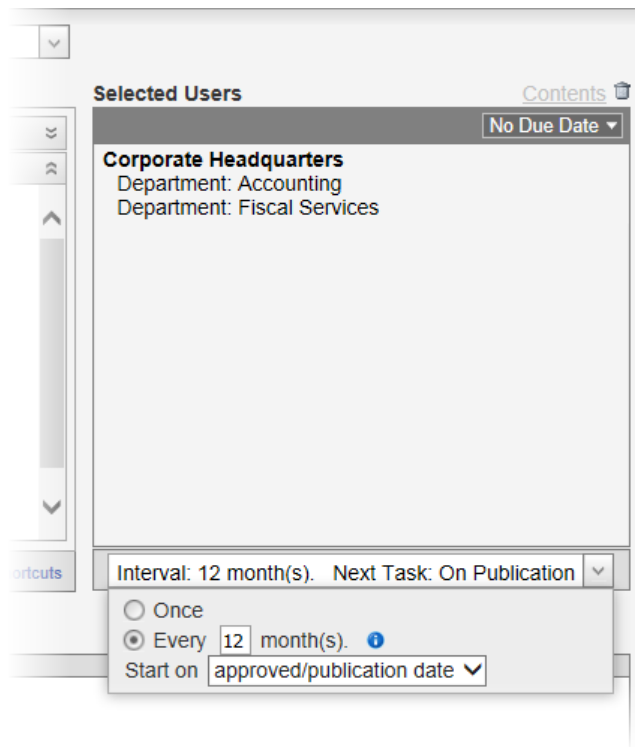 Selected Users Contents
No Due Date
Corporate Headquarters
Department: Accounting
Department: Fiscal Services
ortcuts
Interval: 12 month(s). Next Task: On Publication
Once
Every 12 month(s).
Start on approved/publication date